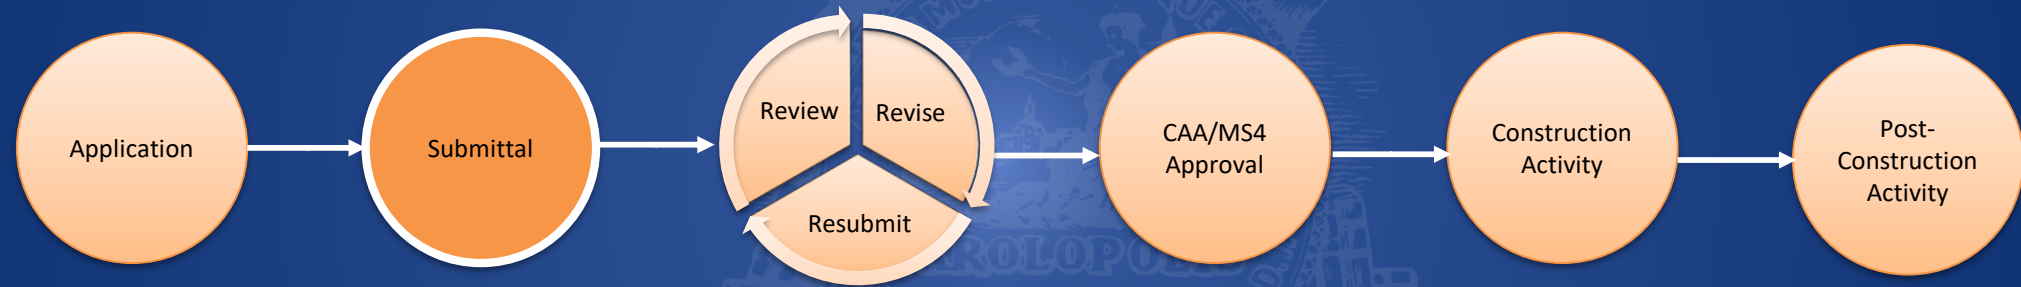 Application
Submittal
Review
Revise
Resubmit
CAA/MS4
Approval
Construction
Activity
Post-
Construction
Activity